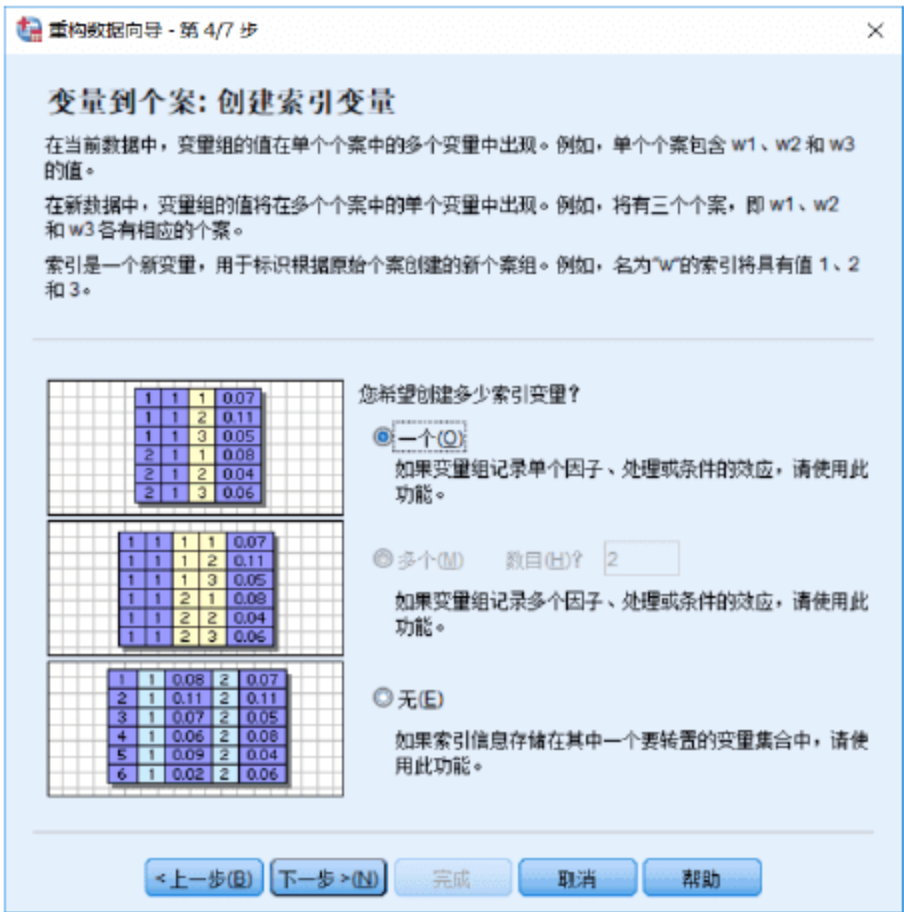 重构数据向导 - 第 4/7 步
变量到个案: 创建索引变量
在当前数据中，变量组的值在单个个案中的多个变量中出现。例如，单个个案包含 w1、w2 和 w3
的值。
在新数据中，变量组的值将在多个个案中的单个变量中出现。例如，将有三个个案，即 w1、w2
和 w3 各有相应的个案。
索引是一个新变量，用于标识根据原始个案创建的新个案组。例如，名为"w"的索引将具有值 1、2
和 3。
1 1 1 0.07
1 1 2 0.11
1 1 3 0.05
2 1 1 0.08
2 1 2 0.04
2 1 3 0.06
您希望创建多少索引变量?
一个(O)
如果变量组记录单个因子、处理或条件的效应，请使用此
功能。
1 1 1 1 0.07
1 1 1 2 0.11
1 1 1 3 0.05
1 1 2 1 0.08
1 1 2 2 0.04
1 1 2 3 0.06
多个(M) 数目(H)? 2
如果变量组记录多个因子、处理或条件的效应，请使用此
功能。
1 1 0.08 2 0.07
2 1 0.11 2 0.11
3 1 0.07 2 0.05
4 1 0.06 2 0.08
5 1 0.09 2 0.04
6 1 0.02 2 0.06
无(E)
如果索引信息存储在其中一个要转置的变量集合中，请使
用此功能。
<上一步(B) 下一步 >(N) 完成 取消 帮助